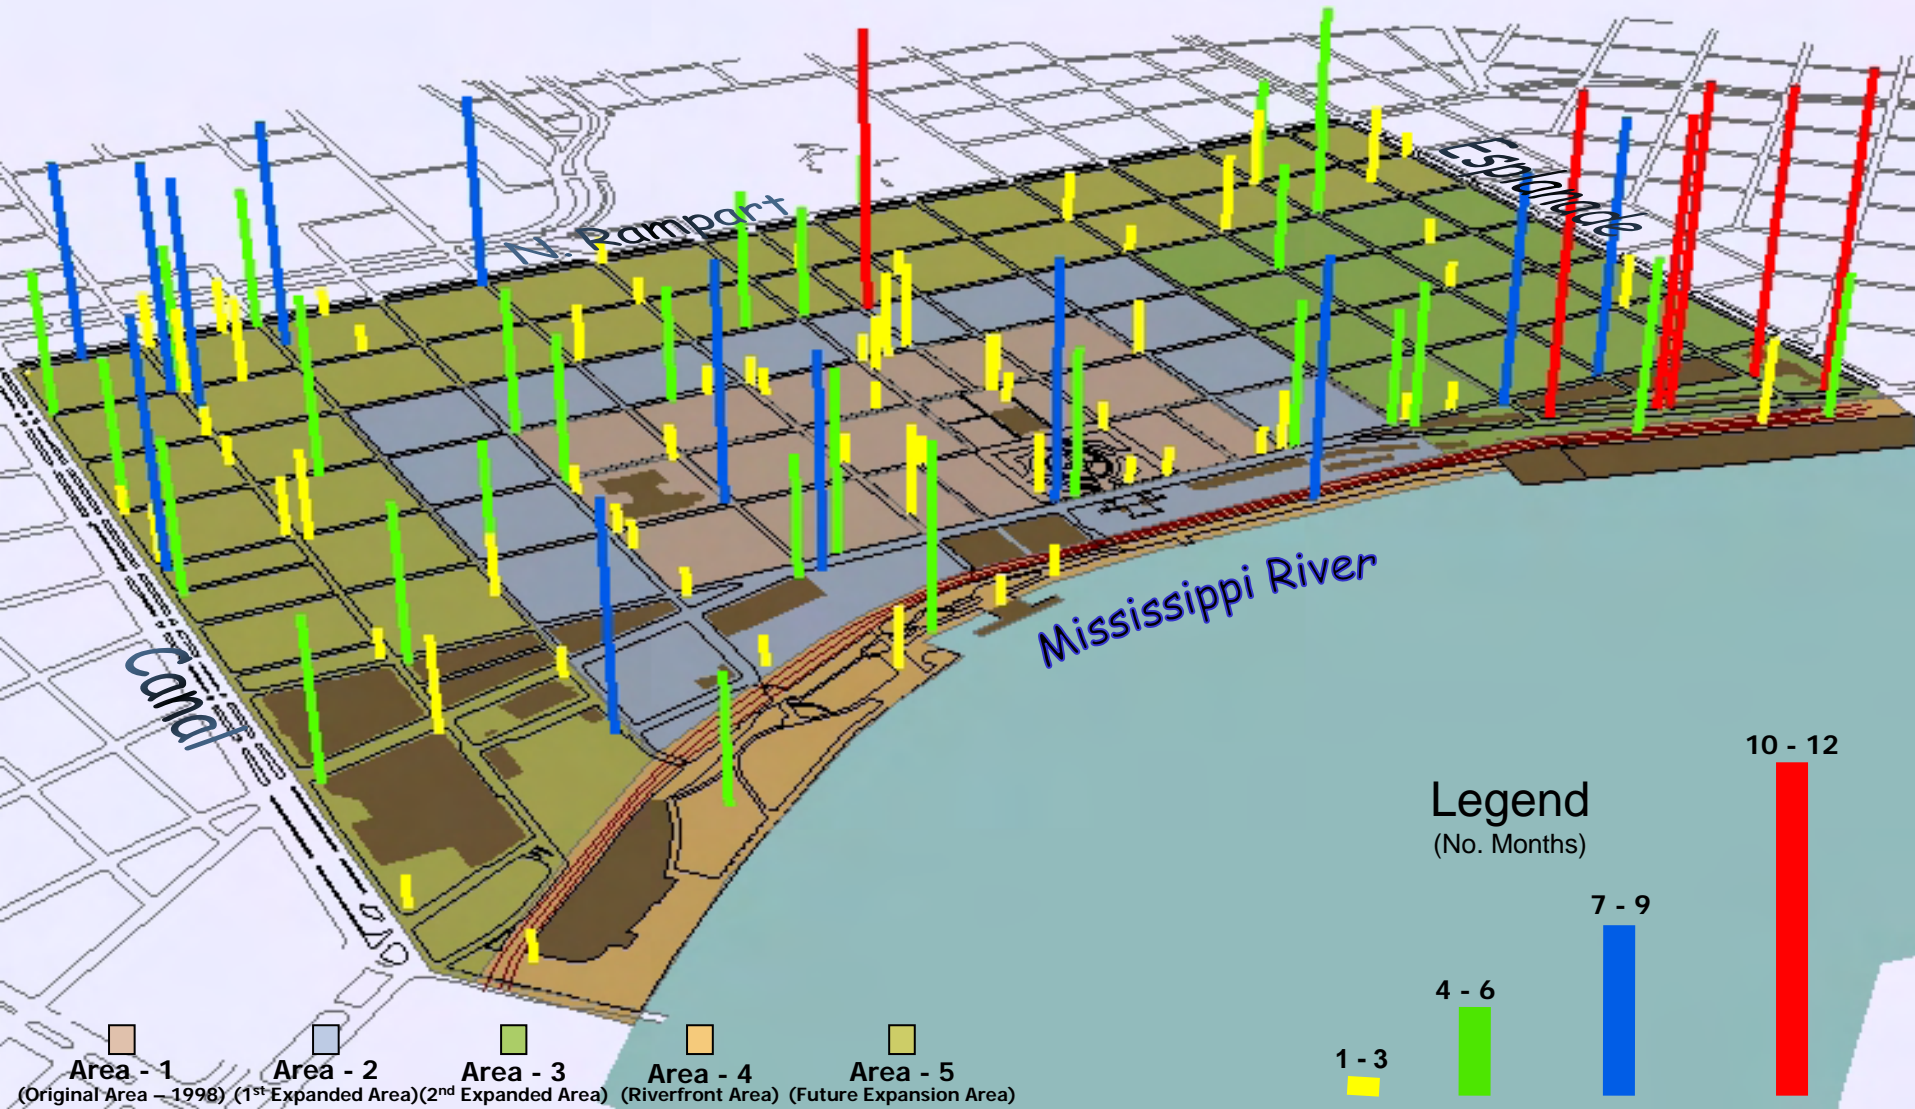 Esplanade
N. Rampart
Mississippi River
Canal
10 - 12
Legend
(No. Months)
7 - 9
4 - 6
1 - 3
Area - 1
(Original Area – 1998)
Area - 2
(1st Expanded Area)
Area - 3
(2nd Expanded Area)
Area - 4
(Riverfront Area)
Area - 5
(Future Expansion Area)